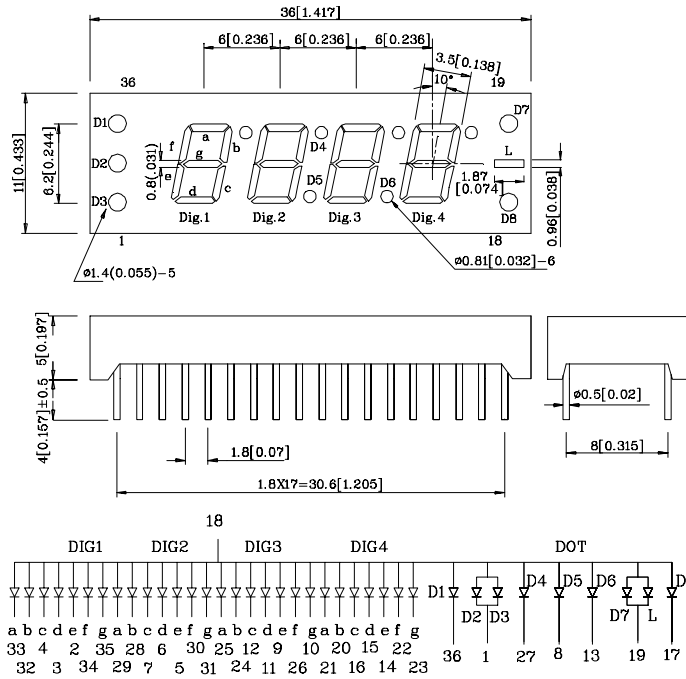 36[1.417]
6[0.236] 6[0.236] 6[0.236]
3.5[0.138]
10°
36 19
11[0.433]
6.2[0.244]
D1 D7
a
f b D4
g
0.8(.031)
D2 L
e
1.87
[0.074]
0.96[0.038]
d c D5 D6
D3 D8
Dig.1 Dig.2 Dig.3 Dig.4
1 18
ø1.4(0.055)-5
ø0.81[0.032]-6
5[0.197]
4[0.157]±0.5
ø0.5[0.02]
1.8[0.07]
8[0.315]
1.8X17=30.6[1.205]
18
DIG1 DIG2 DIG3 DIG4 DOT
D1 D2 D3 D4 D5 D6 D7 L D
a b c d e f g a b c d e f g a b c d e f g a b c d e f g
33 4 2 35 28 6 30 25 12 9 10 20 15 22 36 1 27 8 13 19 17
32 3 34 29 7 5 31 24 11 26 21 16 14 23